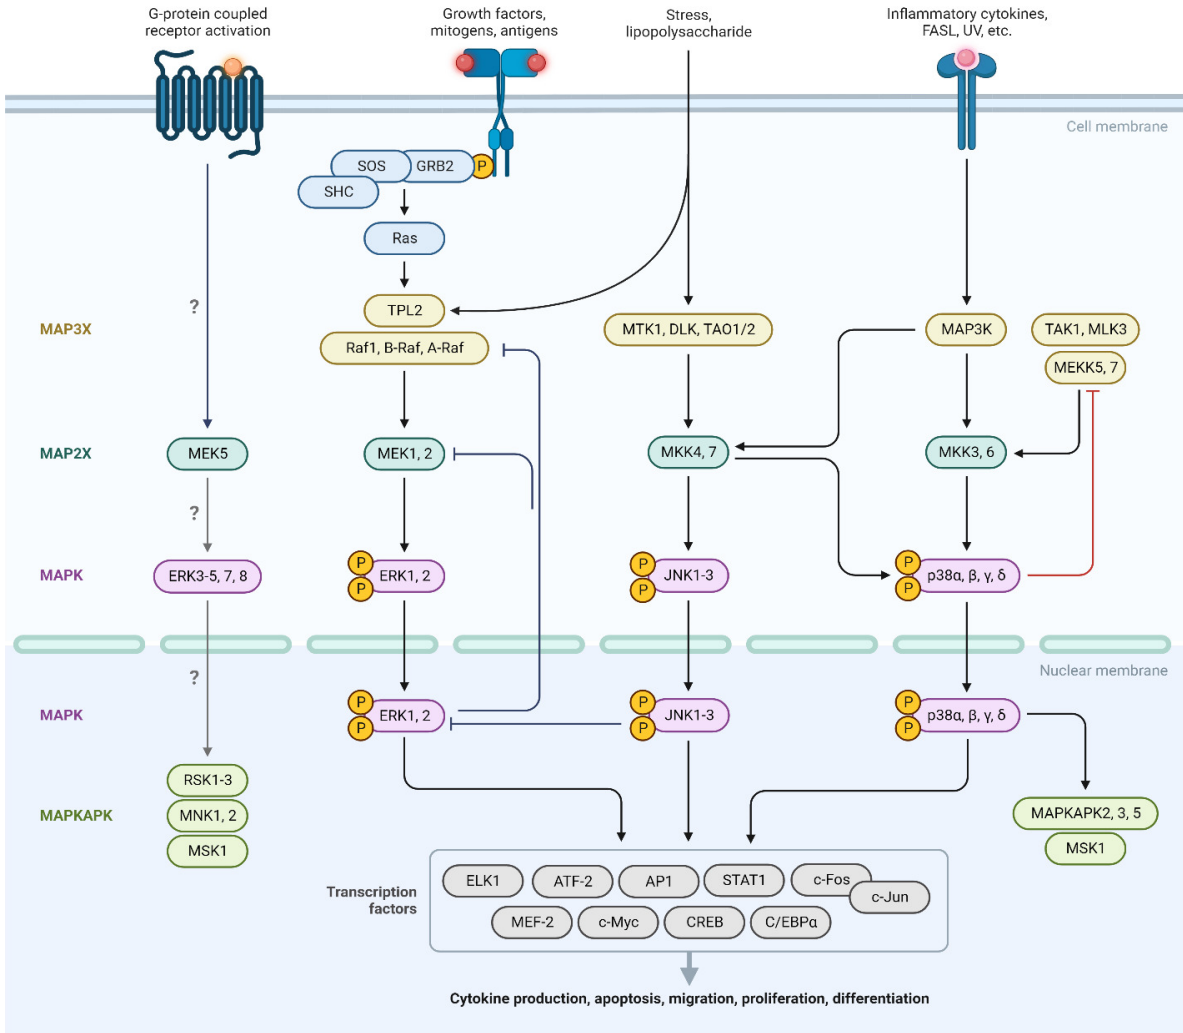 G-protein coupled
receptor activation
Growth factors,
mitogens, antigens
Stress,
lipopolysaccharide
Inflammatory cytokines,
FASL, UV, etc.
Cell membrane
SOS
GRB2
P
SHC
Ras
?
TPL2
MAP3X
Raf1, B-Raf, A-Raf
MTK1, DLK, TAO1/2
MAP3K
TAK1, MLK3
MEKK5, 7
MAP2X
MEK5
MEK1, 2
MKK4, 7
MKK3, 6
?
MAPK
ERK3-5, 7, 8
P
P
ERK1, 2
P
P
JNK1-3
P
P
p38α, β, γ, δ
Nuclear membrane
?
MAPK
P
P
ERK1, 2
P
P
JNK1-3
P
P
p38α, β, γ, δ
MAPKAPK
RSK1-3
MNK1, 2
MSK1
MAPKAPK2, 3, 5
MSK1
Transcription
factors
ELK1
ATF-2
AP1
STAT1
c-Fos
c-Jun
MEF-2
c-Myc
CREB
C/EBPα
Cytokine production, apoptosis, migration, proliferation, differentiation